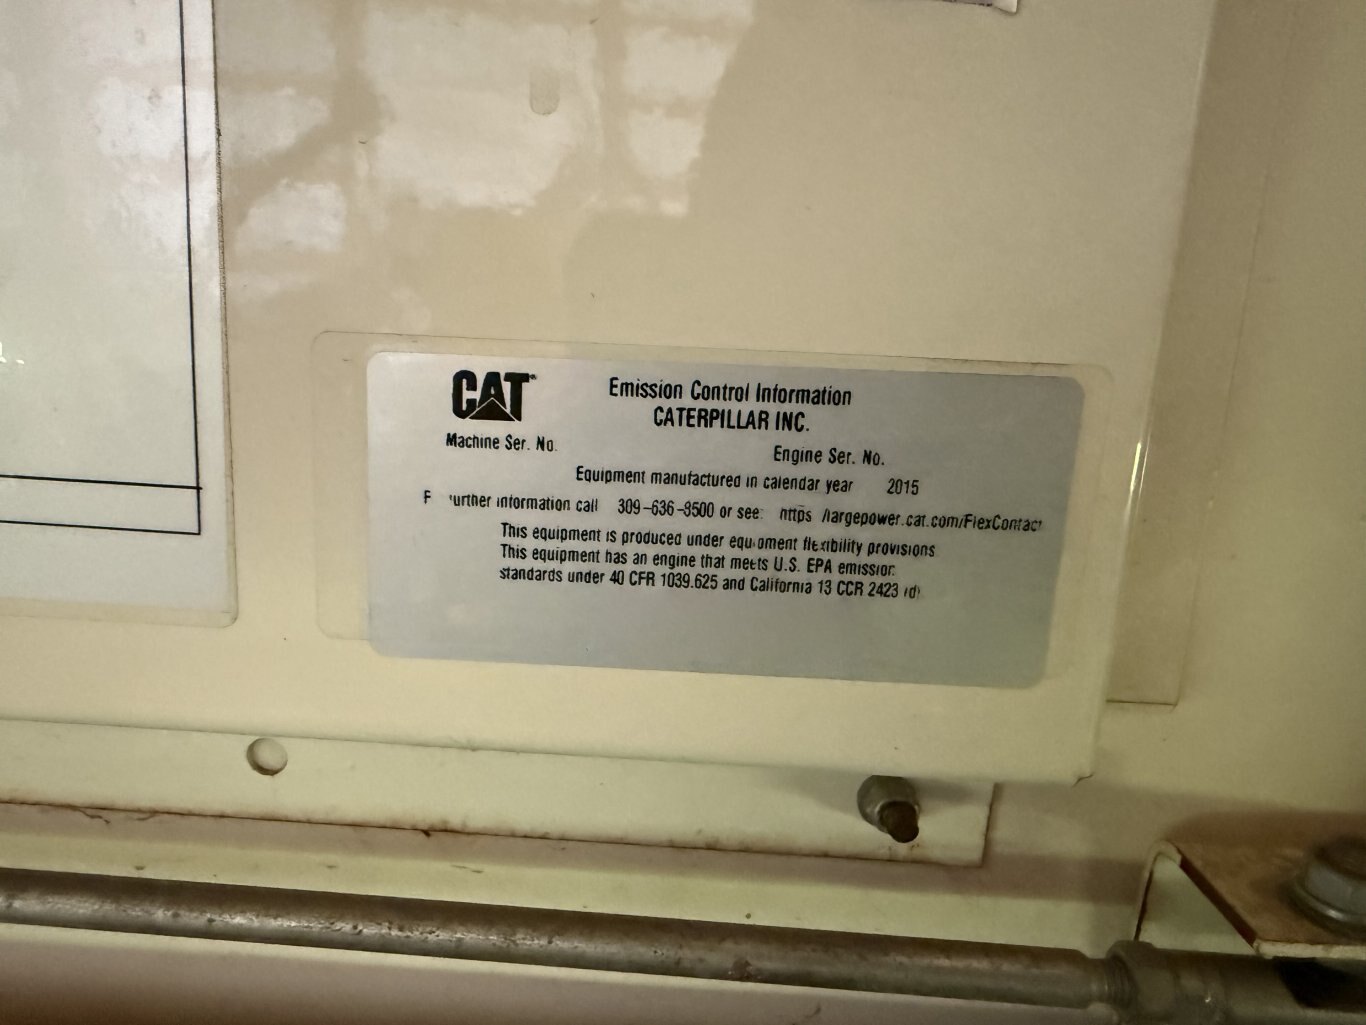 CAT
Emission Control Information
CATERPILLAR INC.
Machine Ser. No.
Engine Ser. No.
Equipment manufactured in calendar year 2015
F urther information call 309-636-8500 or see: https /largepower.cat.com/FlexContact
This equipment is produced under equipment flexibility provisions
This equipment has an engine that meets U.S. EPA emission
standards under 40 CFR 1039.625 and California 13 CCR 2423 (d)